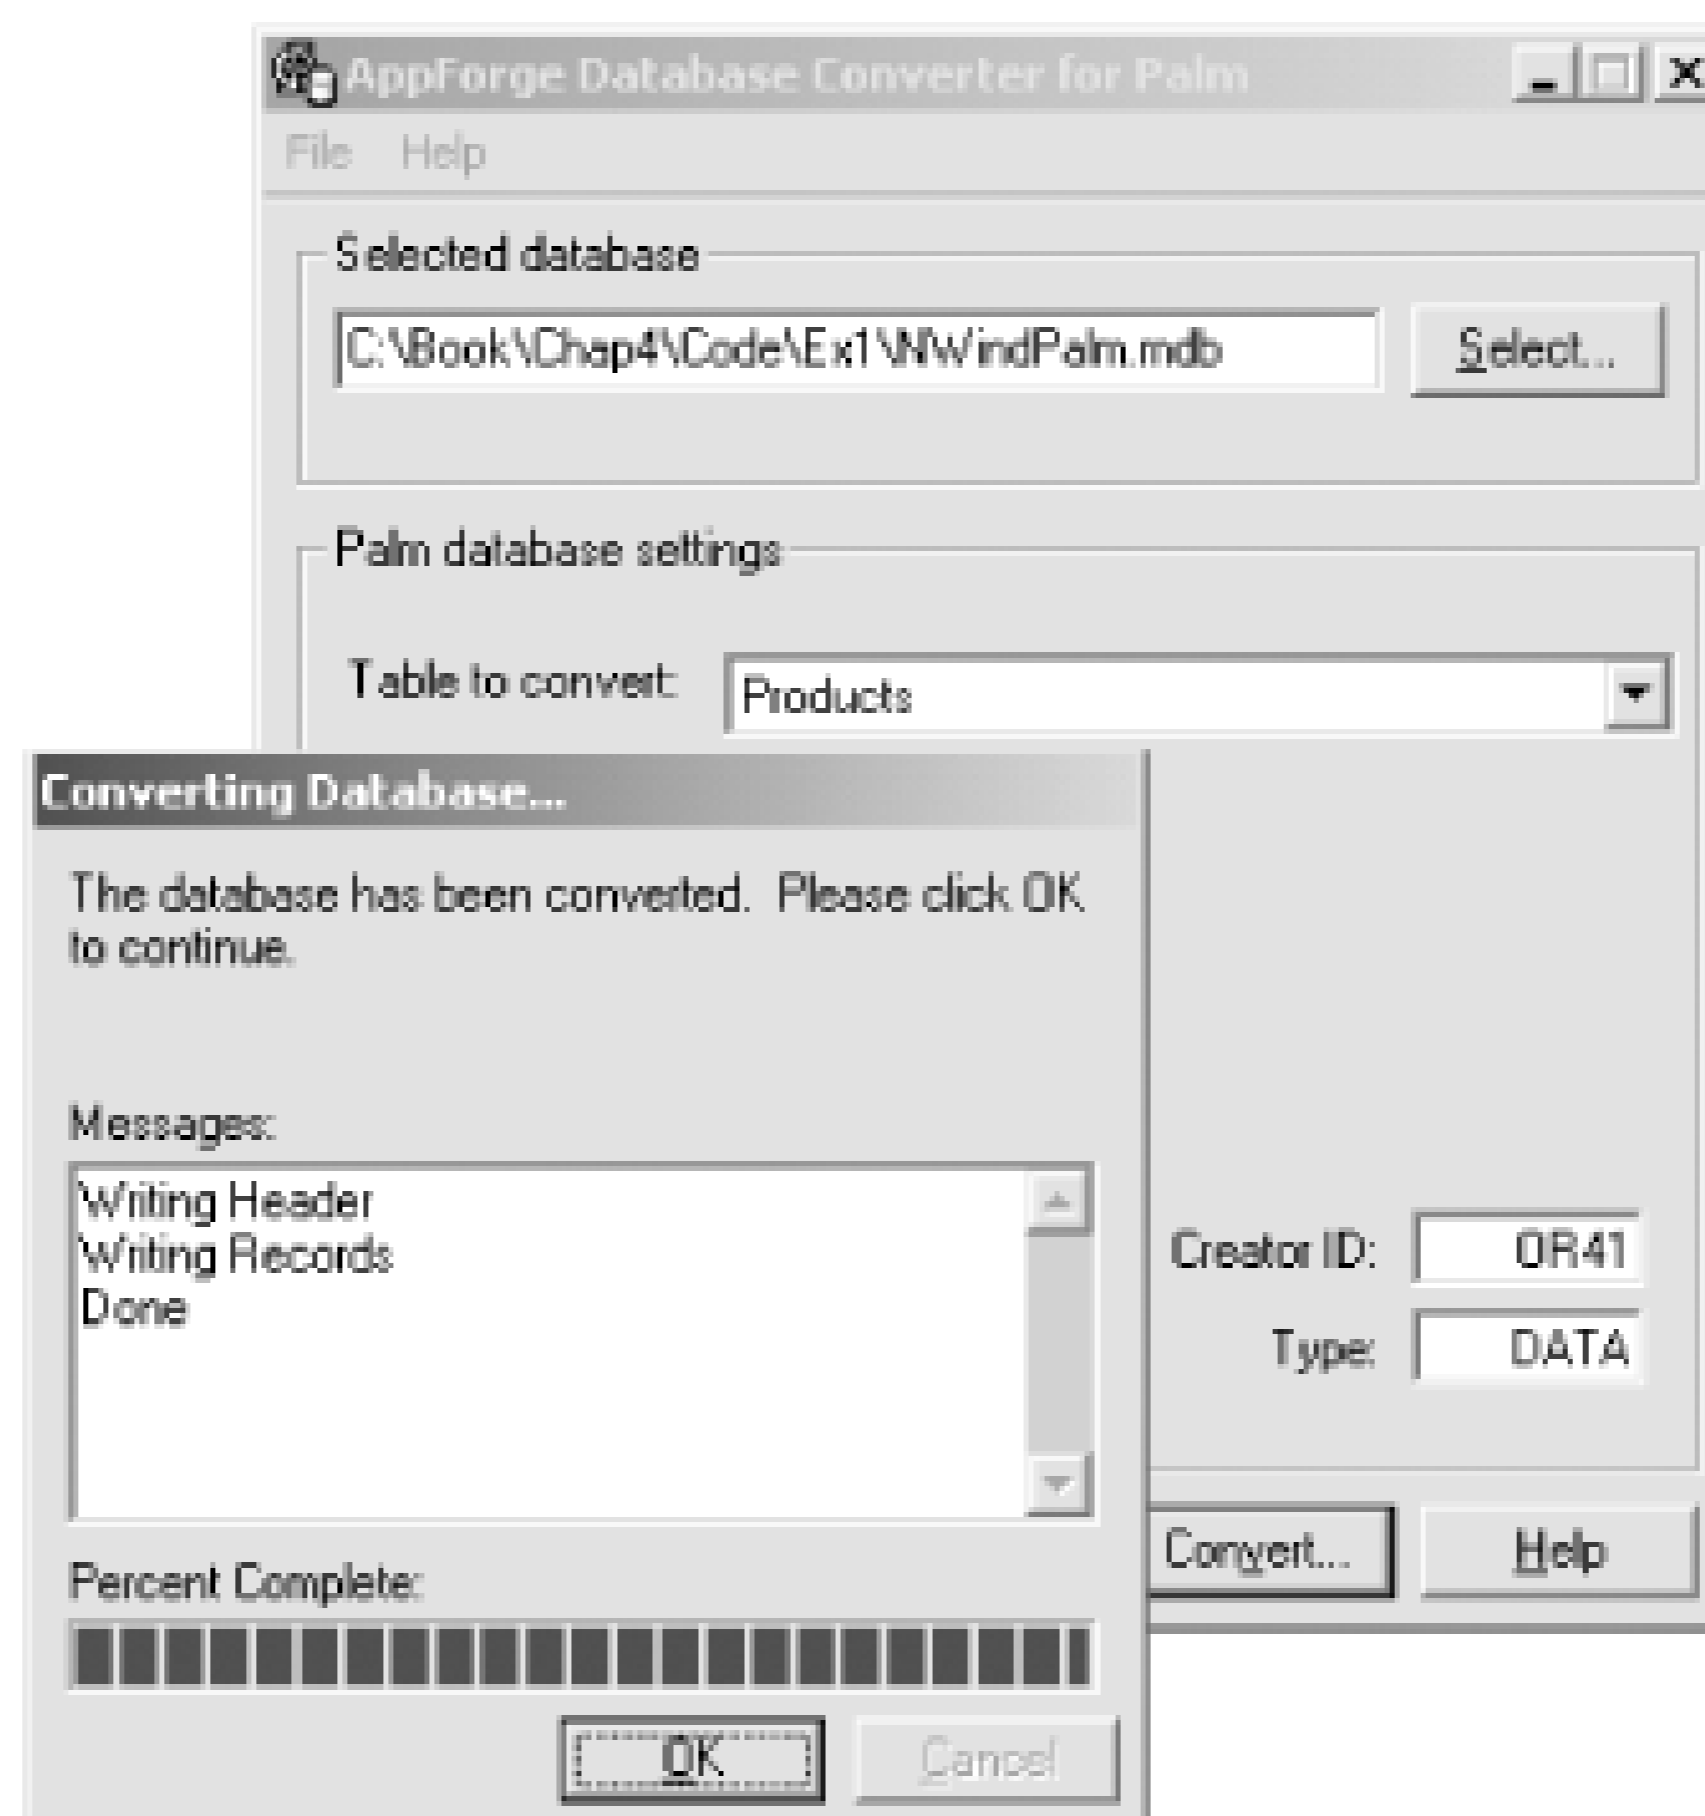 AppForge Database Converter for Palm
File Help
Selected database
C:\Book\Chap4\Code\Ex1\NWindPalm.mdb Select...
Palm database settings
Table to convert: Products
Converting Database...
The database has been converted. Please click OK
to continue.
Messages:
Writing Header
Writing Records
Done
Creator ID: OR41
Type: DATA
Convert... Help
Percent Complete:
OK Cancel